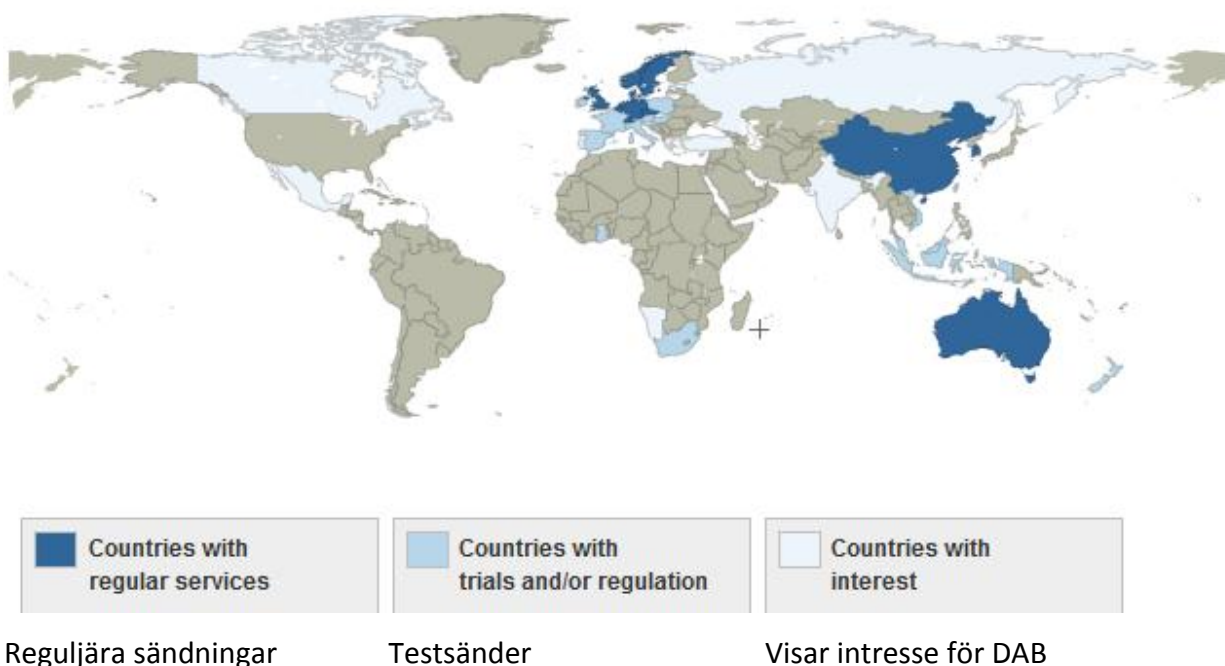 Countries with
regular services
Countries with
trials and/or regulation
Countries with
interest
Reguljära sändningar
Testsänder
Visar intresse för DAB